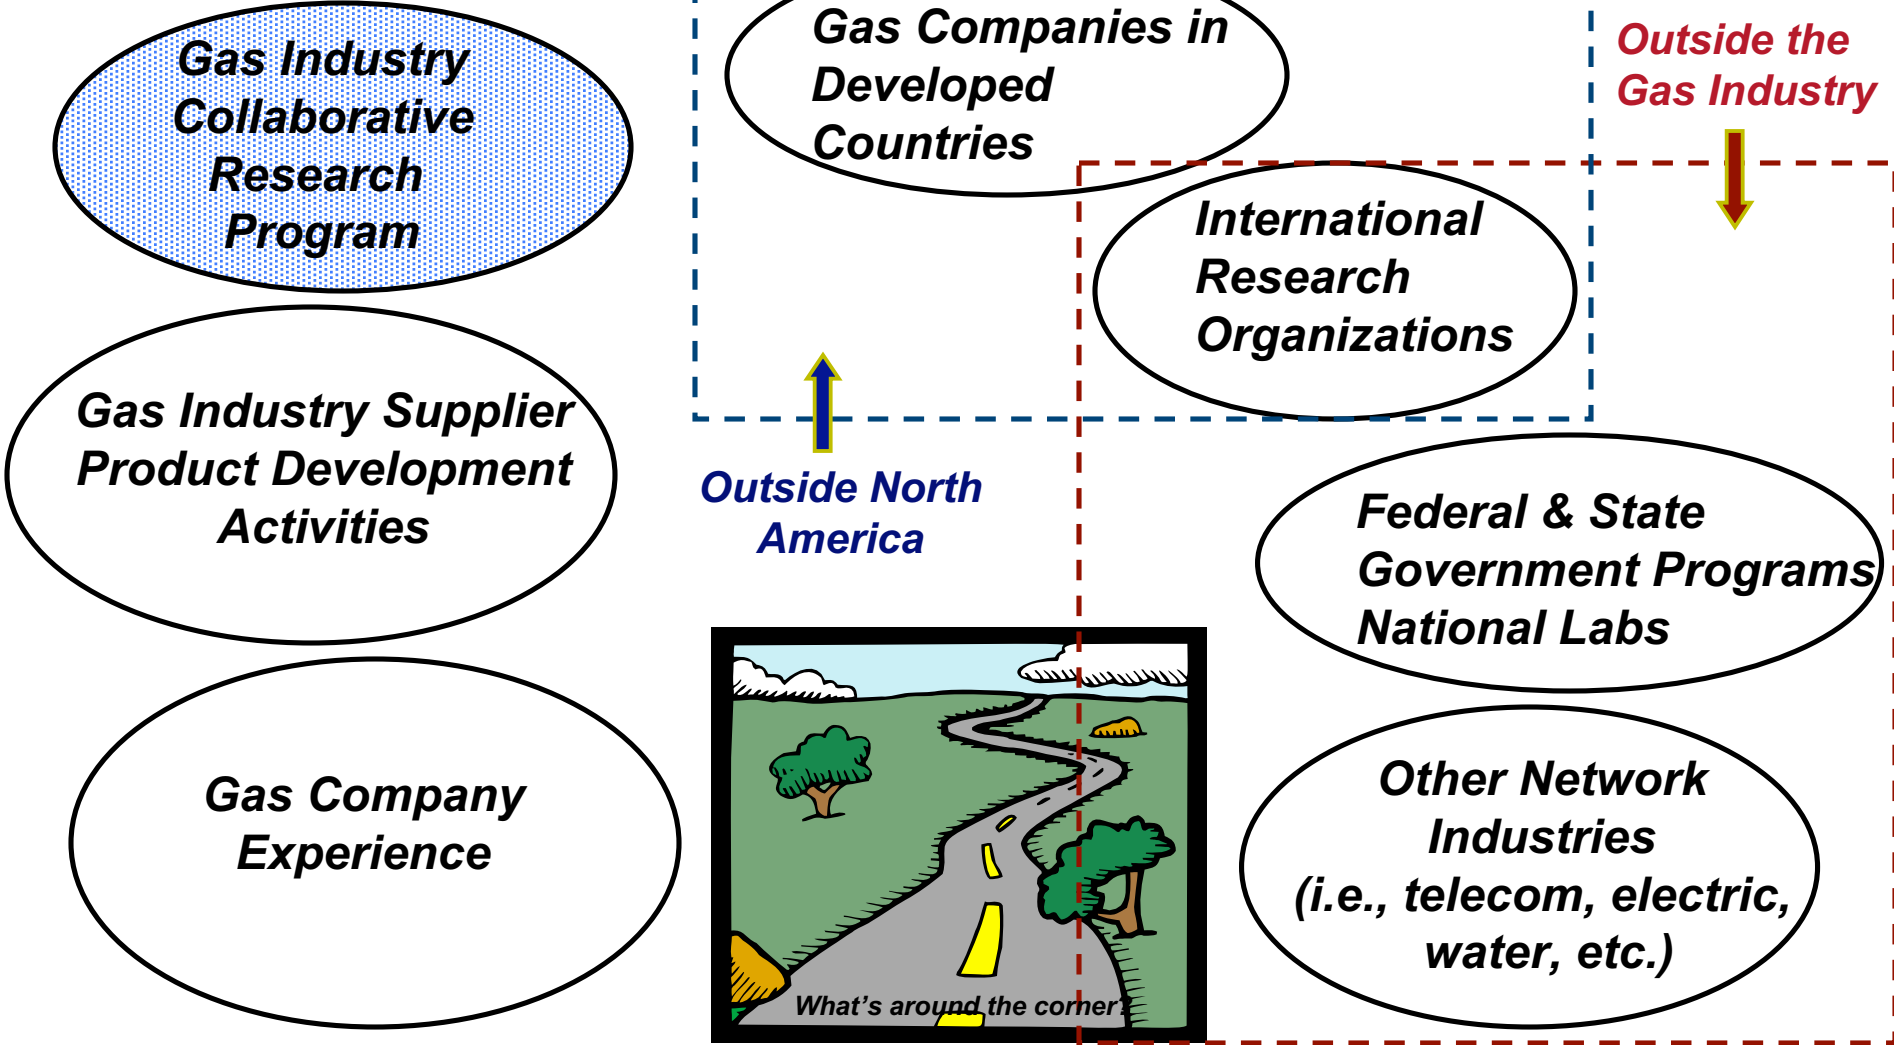 Gas Industry
Collaborative
Research
Program
Gas Industry Supplier
Product Development
Activities
Gas Company
Experience
Gas Companies in
Developed
Countries
International
Research
Organizations
Outside North
America
What's around the corner?
Outside the
Gas Industry
Federal & State
Government Programs
National Labs
Other Network
Industries
(i.e., telecom, electric,
water, etc.)